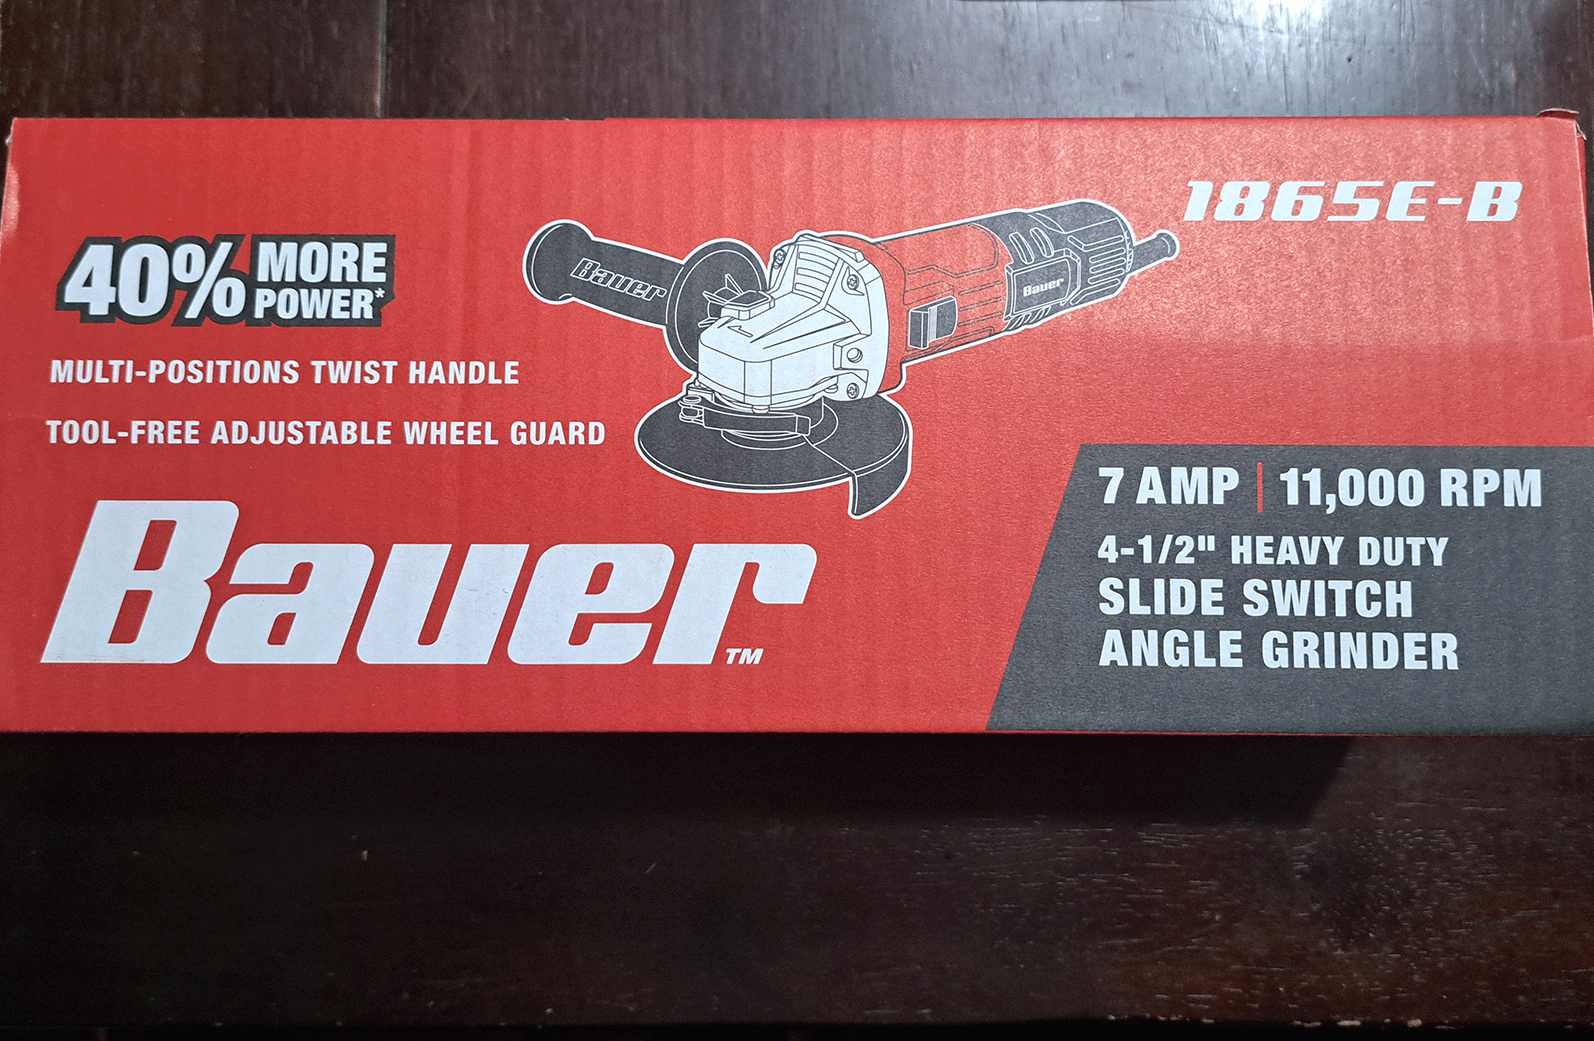 1865E-B
40% MORE
POWER*
MULTI-POSITIONS TWIST HANDLE
TOOL-FREE ADJUSTABLE WHEEL GUARD
Bauer
Bauer
7 AMP | 11,000 RPM
4-1/2" HEAVY DUTY
SLIDE SWITCH
ANGLE GRINDER
Bauer™